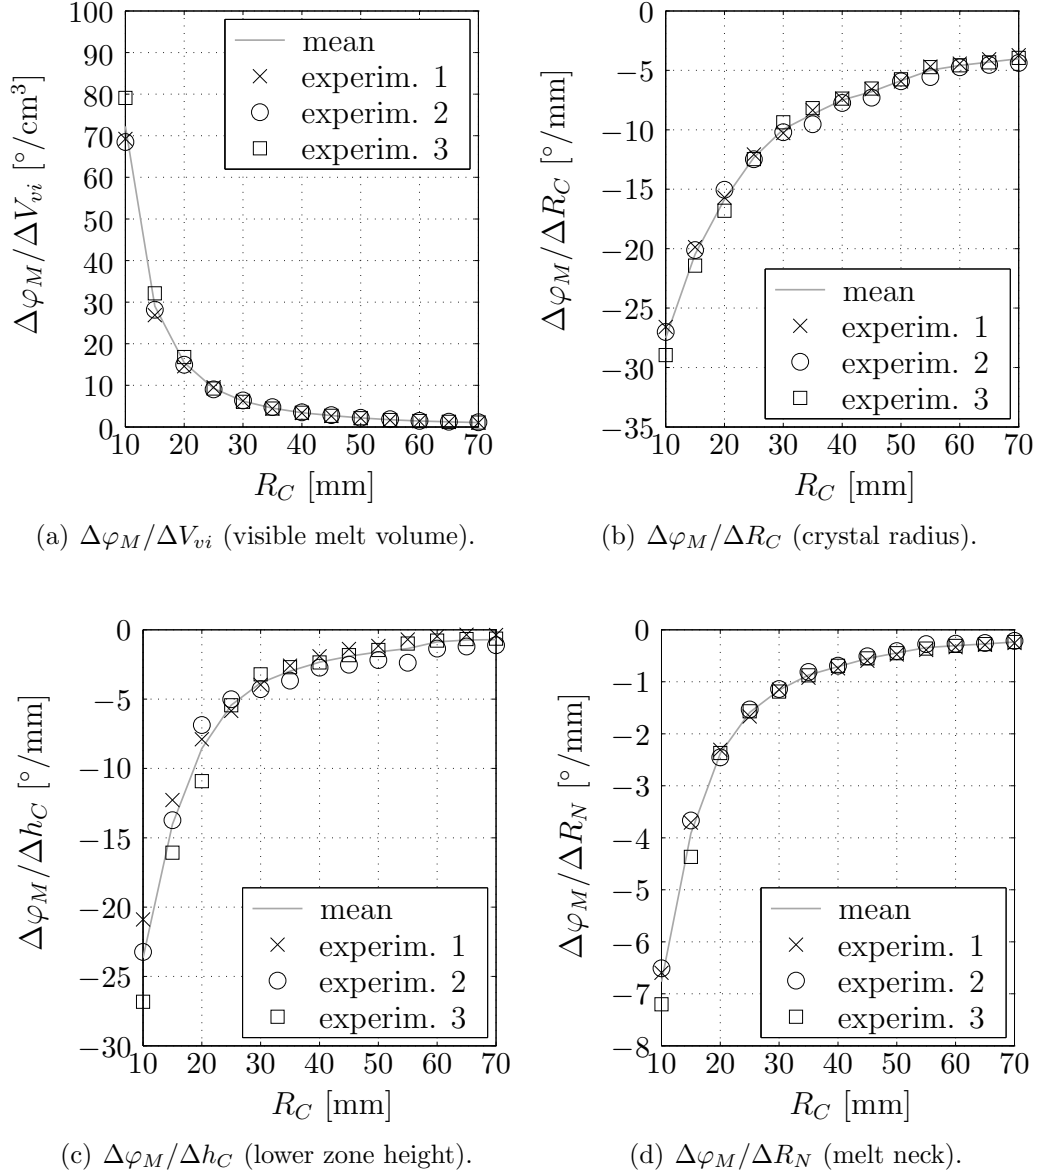 100
90
80
70
60
50
40
30
20
10
0
Δφ_M/ΔV_vi [°/cm³]
mean
experim. 1
experim. 2
experim. 3
10 20 30 40 50 60 70
R_C [mm]
(a) Δφ_M/ΔV_vi (visible melt volume).
0
−5
−10
−15
−20
−25
−30
−35
Δφ_M/ΔR_C [°/mm]
mean
experim. 1
experim. 2
experim. 3
10 20 30 40 50 60 70
R_C [mm]
(b) Δφ_M/ΔR_C (crystal radius).
0
−5
−10
−15
−20
−25
−30
Δφ_M/Δh_C [°/mm]
mean
experim. 1
experim. 2
experim. 3
10 20 30 40 50 60 70
R_C [mm]
(c) Δφ_M/Δh_C (lower zone height).
0
−1
−2
−3
−4
−5
−6
−7
−8
Δφ_M/ΔR_N [°/mm]
mean
experim. 1
experim. 2
experim. 3
10 20 30 40 50 60 70
R_C [mm]
(d) Δφ_M/ΔR_N (melt neck).